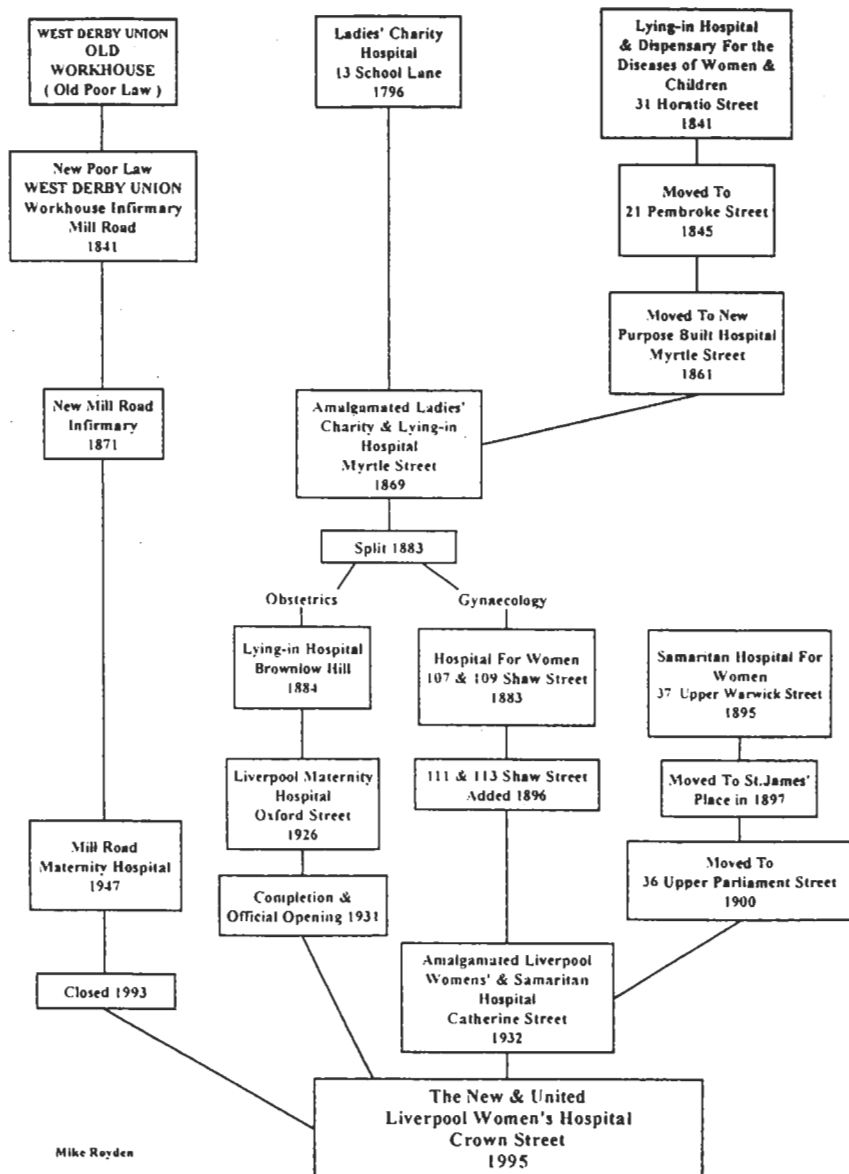 WEST DERBY UNION
OLD
WORKHOUSE
( Old Poor Law )
Ladies' Charity
Hospital
13 School Lane
1796
Lying-in Hospital
& Dispensary For the
Diseases of Women &
Children
31 Horatio Street
1841
New Poor Law
WEST DERBY UNION
Workhouse Infirmary
Mill Road
1841
Moved To
21 Pembroke Street
1845
Moved To New
Purpose Built Hospital
Myrtle Street
1861
New Mill Road
Infirmary
1871
Amalgamated Ladies'
Charity & Lying-in
Hospital
Myrtle Street
1869
Split 1883
Obstetrics
Gynaecology
Lying-in Hospital
Brownlow Hill
1884
Hospital For Women
107 & 109 Shaw Street
1883
Samaritan Hospital For
Women
37 Upper Warwick Street
1895
Liverpool Maternity
Hospital
Oxford Street
1926
111 & 113 Shaw Street
Added 1896
Moved To St.James'
Place in 1897
Mill Road
Maternity Hospital
1947
Moved To
36 Upper Parliament Street
1900
Completion &
Official Opening 1931
Amalgamated Liverpool
Womens' & Samaritan
Hospital
Catherine Street
1932
Closed 1993
The New & United
Liverpool Women's Hospital
Crown Street
1995
Mike Royden